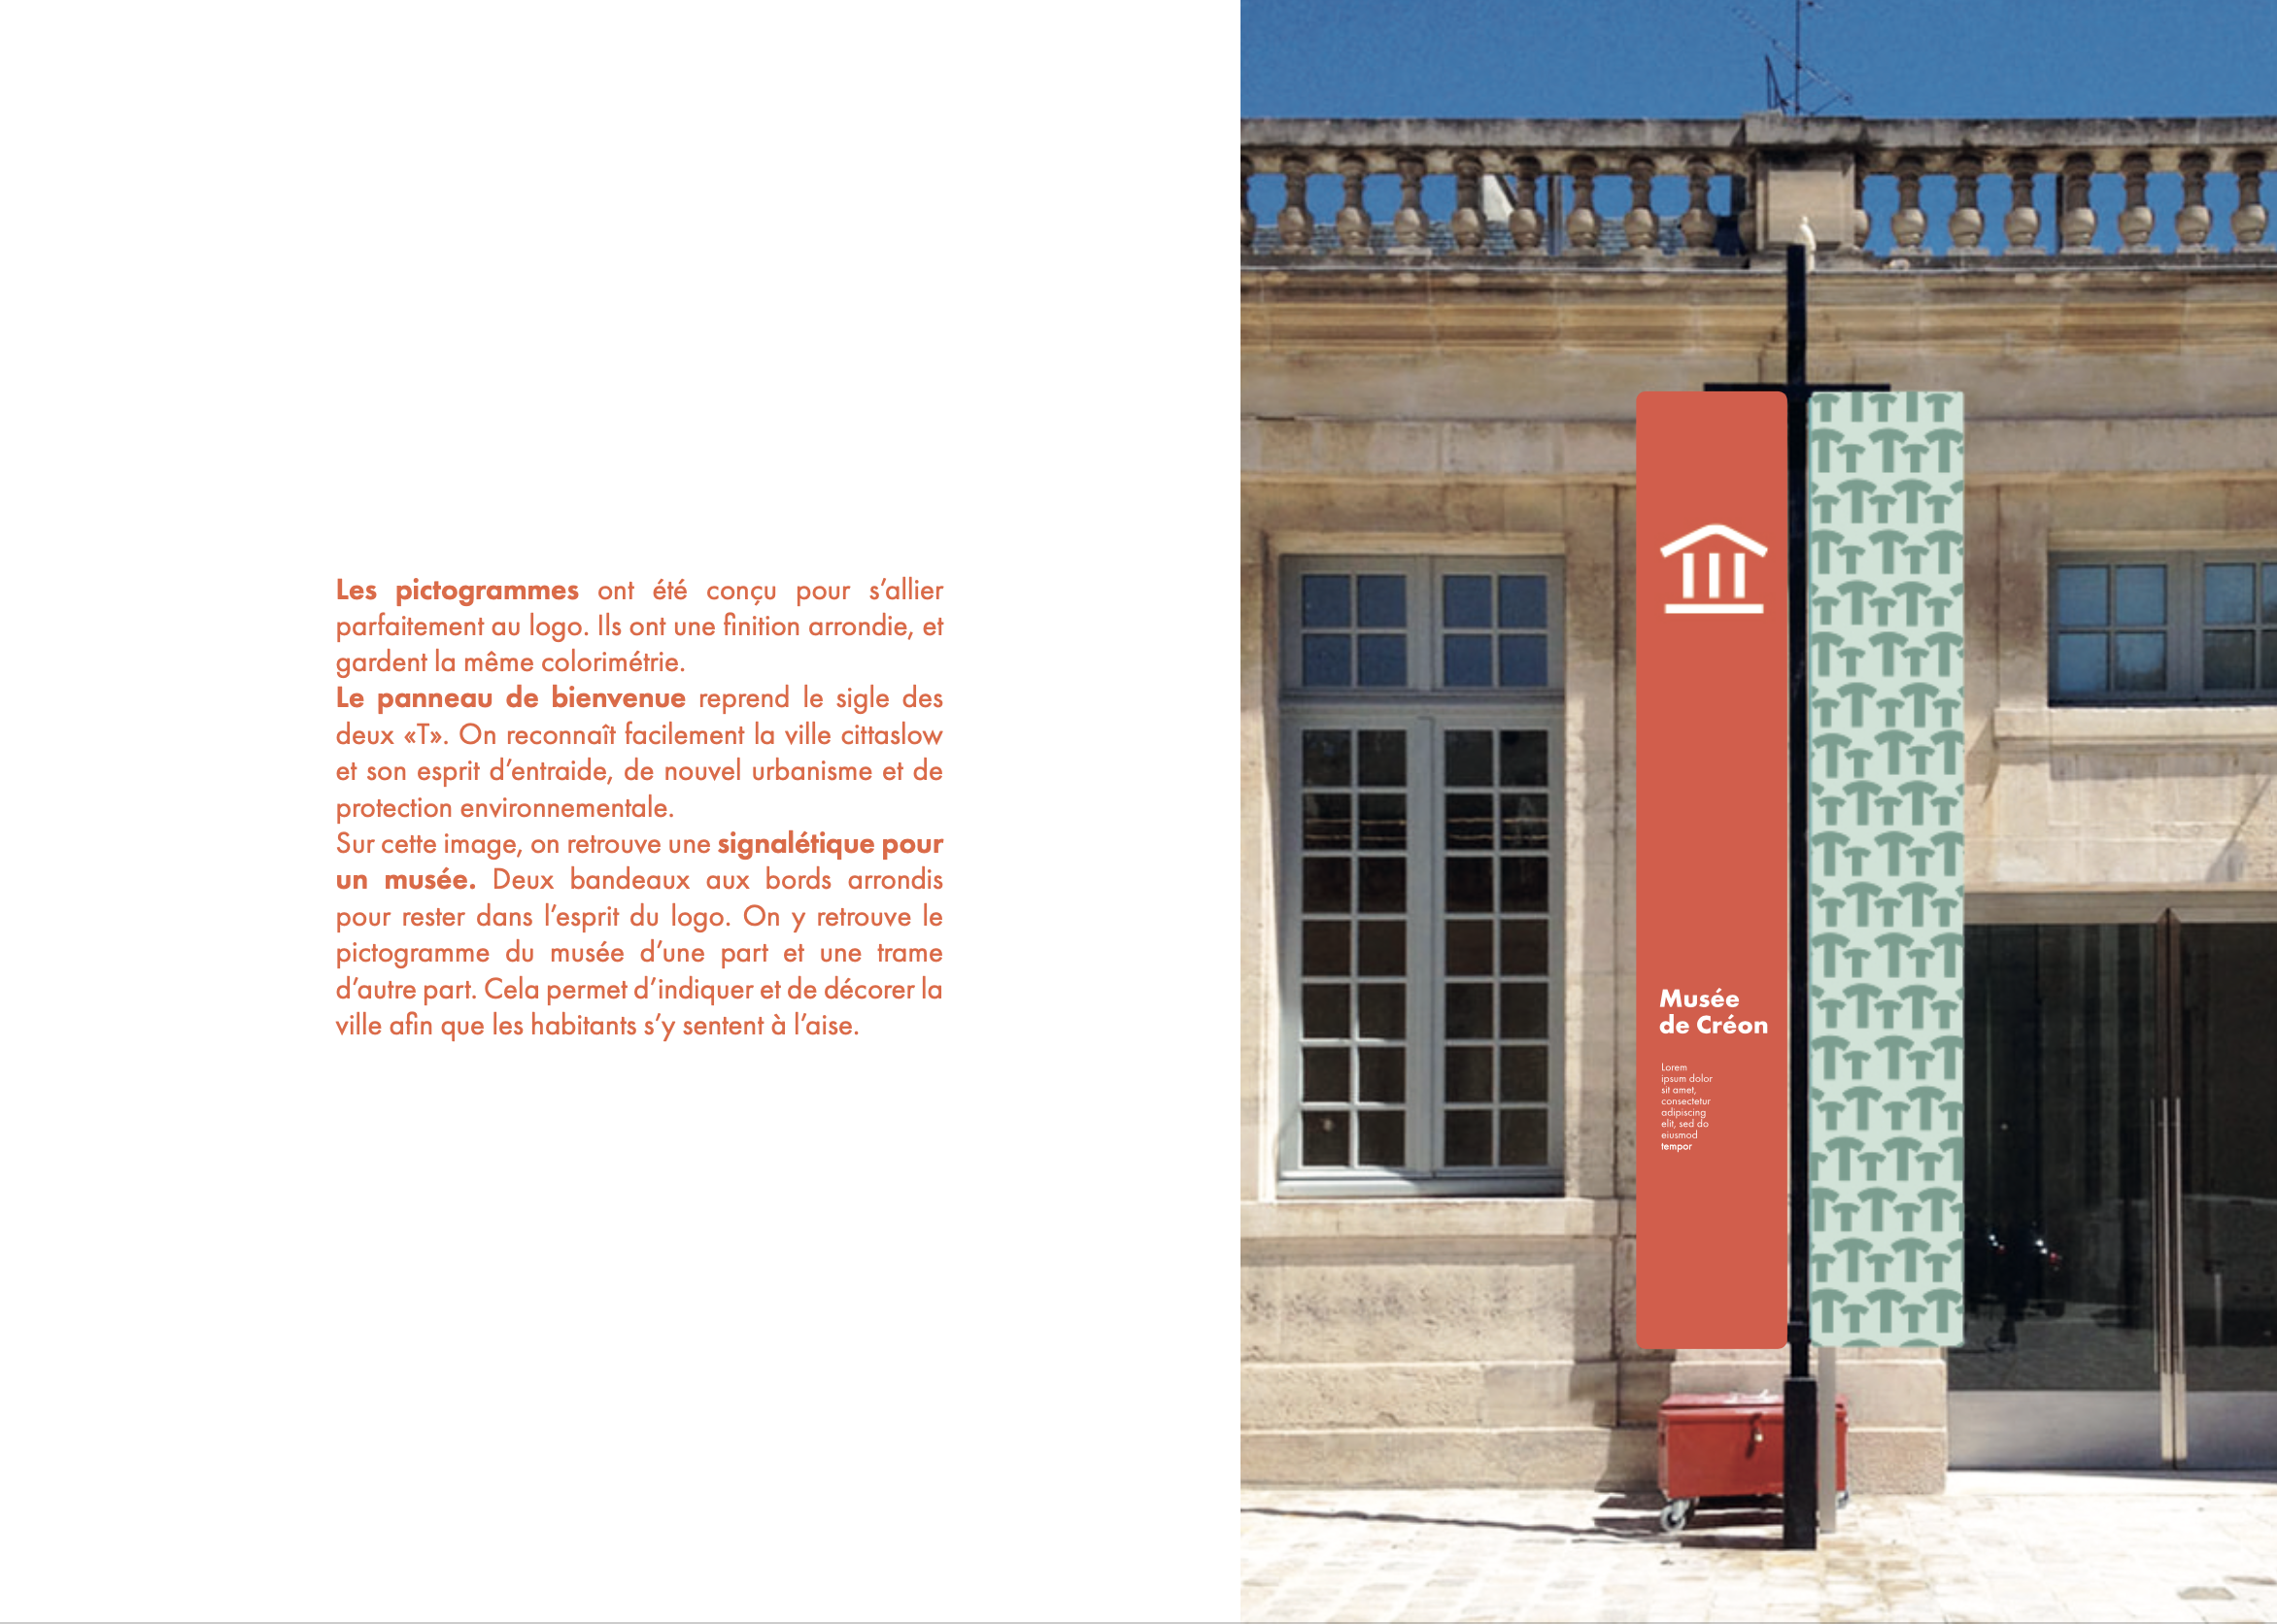 Les pictogrammes ont été conçu pour s’allier
parfaitement au logo. Ils ont une finition arrondie, et
gardent la même colorimétrie.
Le panneau de bienvenue reprend le sigle des
deux «T». On reconnaît facilement la ville cittaslow
et son esprit d’entraide, de nouvel urbanisme et de
protection environnementale.
Sur cette image, on retrouve une signalétique pour
un musée. Deux bandeaux aux bords arrondis
pour rester dans l’esprit du logo. On y retrouve le
pictogramme du musée d’une part et une trame
d’autre part. Cela permet d’indiquer et de décorer la
ville afin que les habitants s’y sentent à l’aise.
Musée
de Créon
Lorem
ipsum dolor
sit amet,
consectetur
adipiscing
elit, sed do
eiusmod
tempor